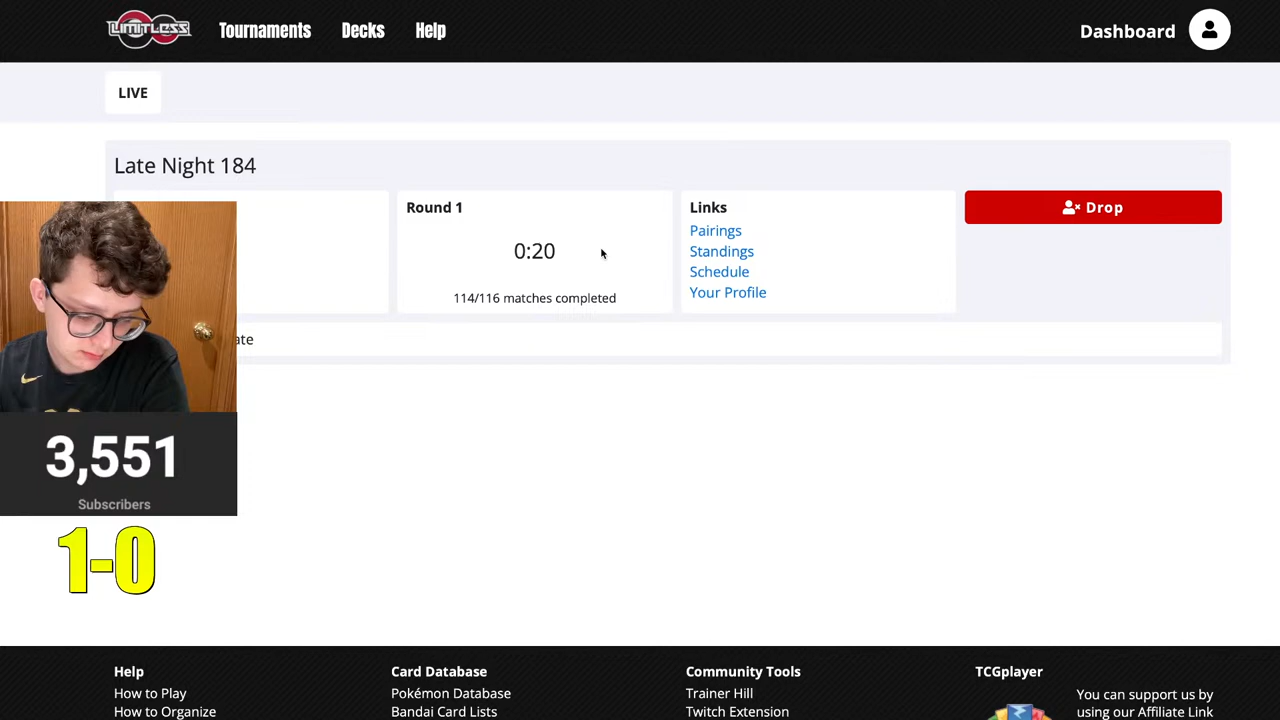 LIMITLESS
Tournaments
Decks
Help
Dashboard
LIVE
Late Night 184
Round 1
0:20
114/116 matches completed
Links
Pairings
Standings
Schedule
Your Profile
Drop
ate
3,551
Subscribers
1-0
Help
How to Play
How to Organize
Card Database
Pokémon Database
Bandai Card Lists
Community Tools
Trainer Hill
Twitch Extension
TCGplayer
You can support us by
using our Affiliate Link